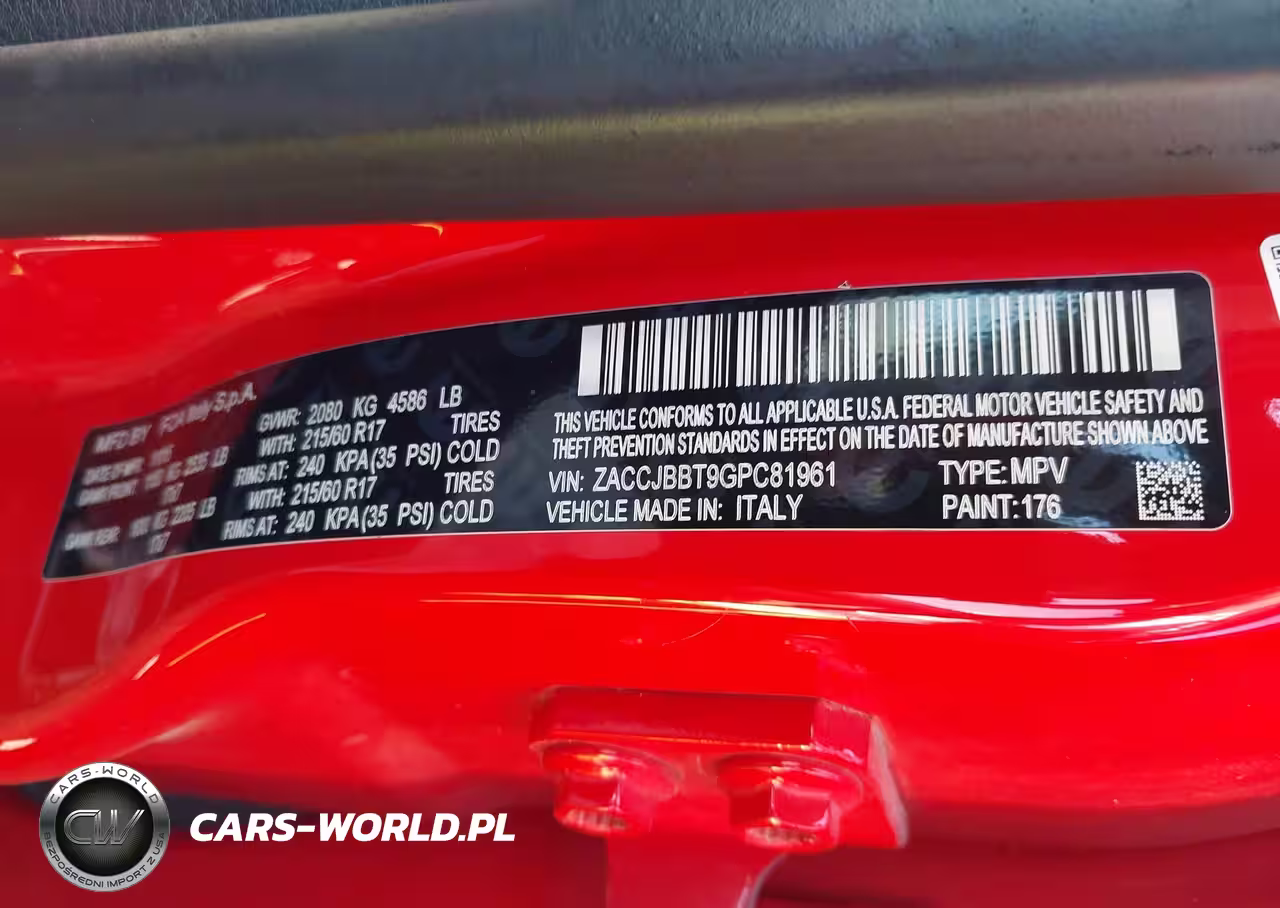 MFD BY FCA Italy S.p.A.
GVWR: 2080 KG 4586 LB
WITH: 215/60 R17 TIRES
RIMS AT: 240 KPA(35 PSI) COLD
WITH: 215/60 R17 TIRES
RIMS AT: 240 KPA(35 PSI) COLD
THIS VEHICLE CONFORMS TO ALL APPLICABLE U.S.A. FEDERAL MOTOR VEHICLE SAFETY AND
THEFT PREVENTION STANDARDS IN EFFECT ON THE DATE OF MANUFACTURE SHOWN ABOVE
VIN: ZACCJBBT9GPC81961 TYPE: MPV
VEHICLE MADE IN: ITALY PAINT: 176
CARS-WORLD
CW
BEZPOŚREDNI IMPORT Z USA
CARS-WORLD.PL